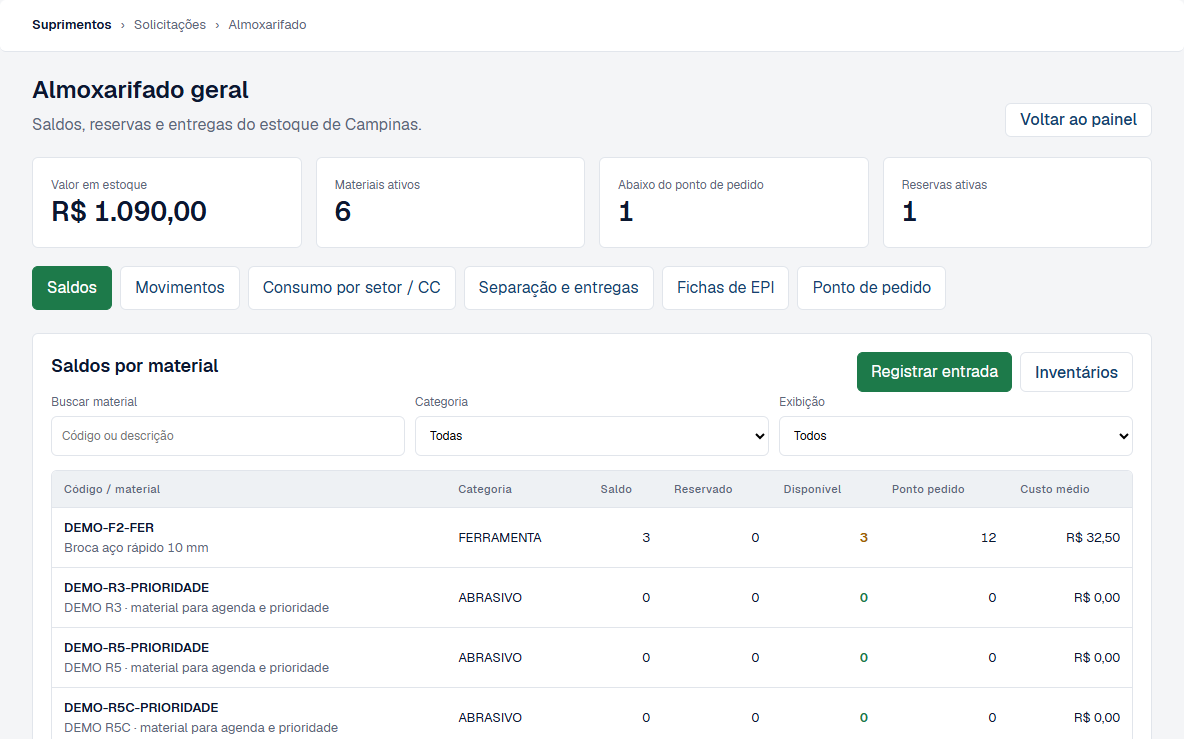 Suprimentos › Solicitações › Almoxarifado
Almoxarifado geral
Saldos, reservas e entregas do estoque de Campinas.
Voltar ao painel
Valor em estoque
R$ 1.090,00
Materiais ativos
6
Abaixo do ponto de pedido
1
Reservas ativas
1
Saldos
Movimentos
Consumo por setor / CC
Separação e entregas
Fichas de EPI
Ponto de pedido
Saldos por material
Registrar entrada
Inventários
Buscar material
Código ou descrição
Categoria
Todas
Exibição
Todos
Código / material Categoria Saldo Reservado Disponível Ponto pedido Custo médio
DEMO-F2-FER
Broca aço rápido 10 mm
FERRAMENTA 3 0 3 12 R$ 32,50
DEMO-R3-PRIORIDADE
DEMO R3 · material para agenda e prioridade
ABRASIVO 0 0 0 0 R$ 0,00
DEMO-R5-PRIORIDADE
DEMO R5 · material para agenda e prioridade
ABRASIVO 0 0 0 0 R$ 0,00
DEMO-R5C-PRIORIDADE
DEMO R5C · material para agenda e prioridade
ABRASIVO 0 0 0 0 R$ 0,00